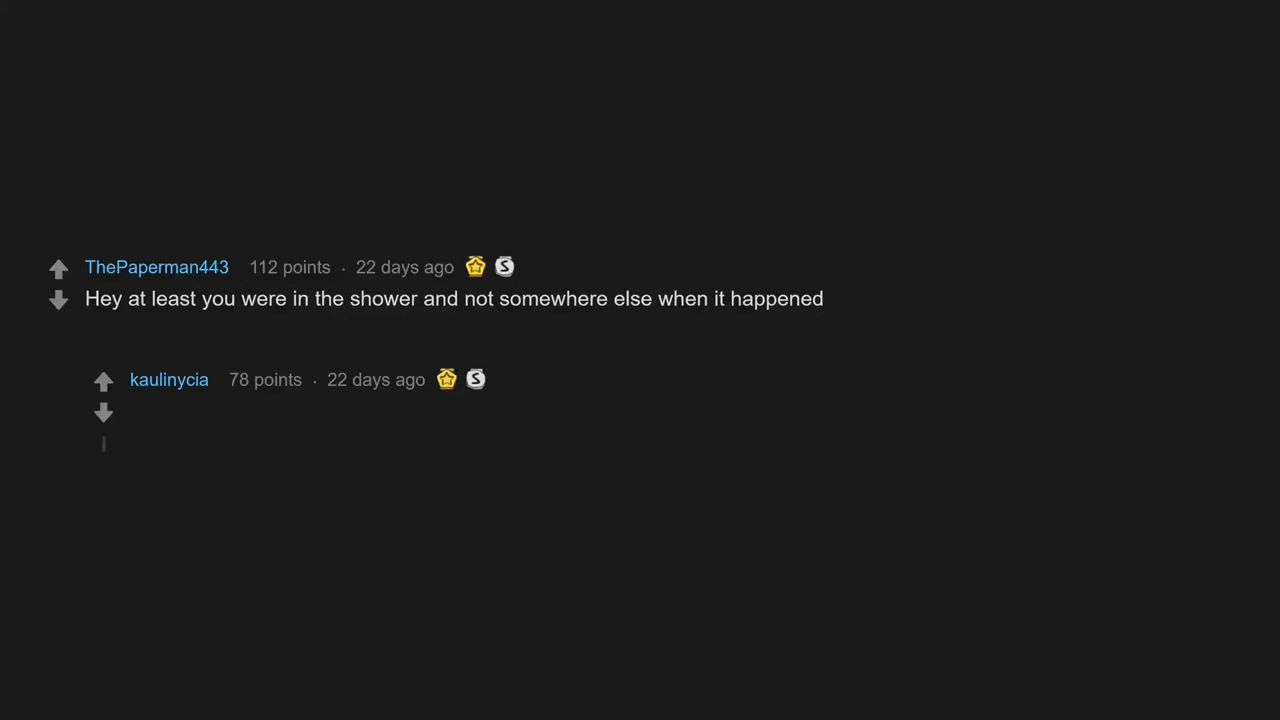 ThePaperman443 112 points · 22 days ago
Hey at least you were in the shower and not somewhere else when it happened
kaulinycia 78 points · 22 days ago